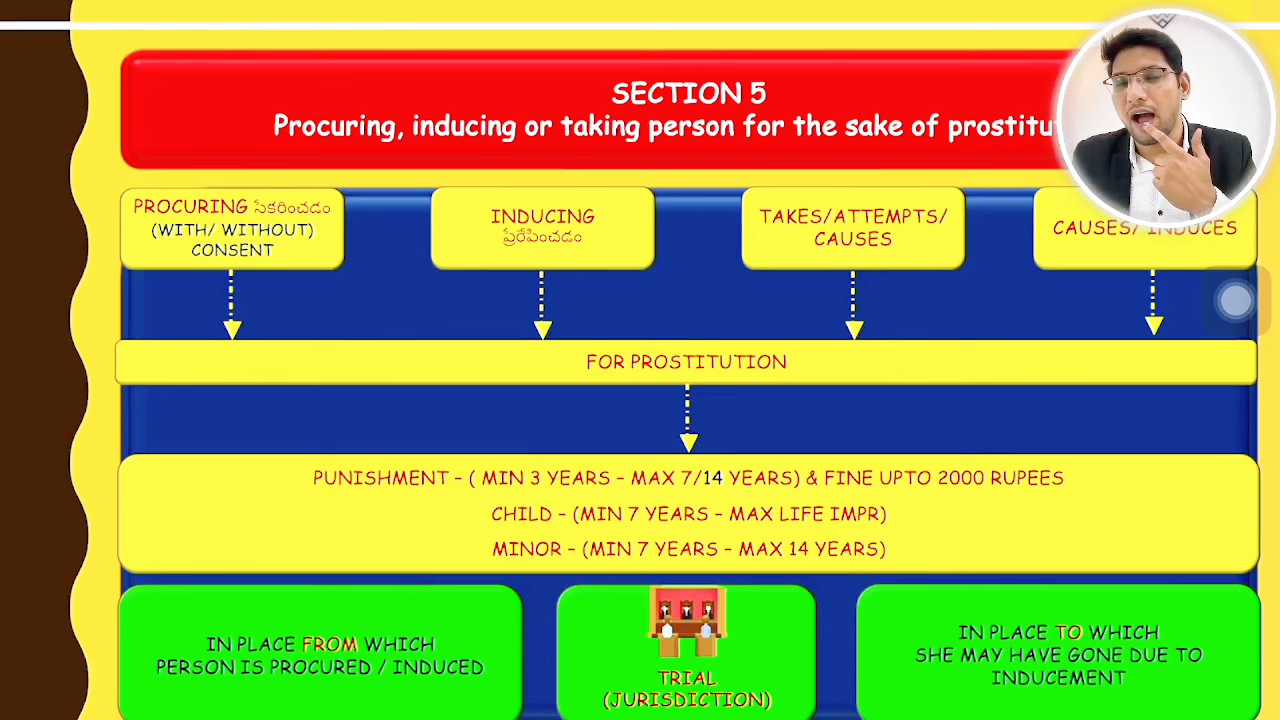 SECTION 5
Procuring, inducing or taking person for the sake of
PROCURING సేకరించడం
(WITH/ WITHOUT)
CONSENT
INDUCING
ప్రేరేపించడం
TAKES/ATTEMPTS/
CAUSES
CAUSES/ INDUCES
FOR PROSTITUTION
PUNISHMENT – ( MIN 3 YEARS – MAX 7/14 YEARS) & FINE UPTO 2000 RUPEES
CHILD – (MIN 7 YEARS – MAX LIFE IMPR)
MINOR – (MIN 7 YEARS – MAX 14 YEARS)
IN PLACE FROM WHICH
PERSON IS PROCURED / INDUCED
TRIAL
(JURISDICTION)
IN PLACE TO WHICH
SHE MAY HAVE GONE DUE TO
INDUCEMENT